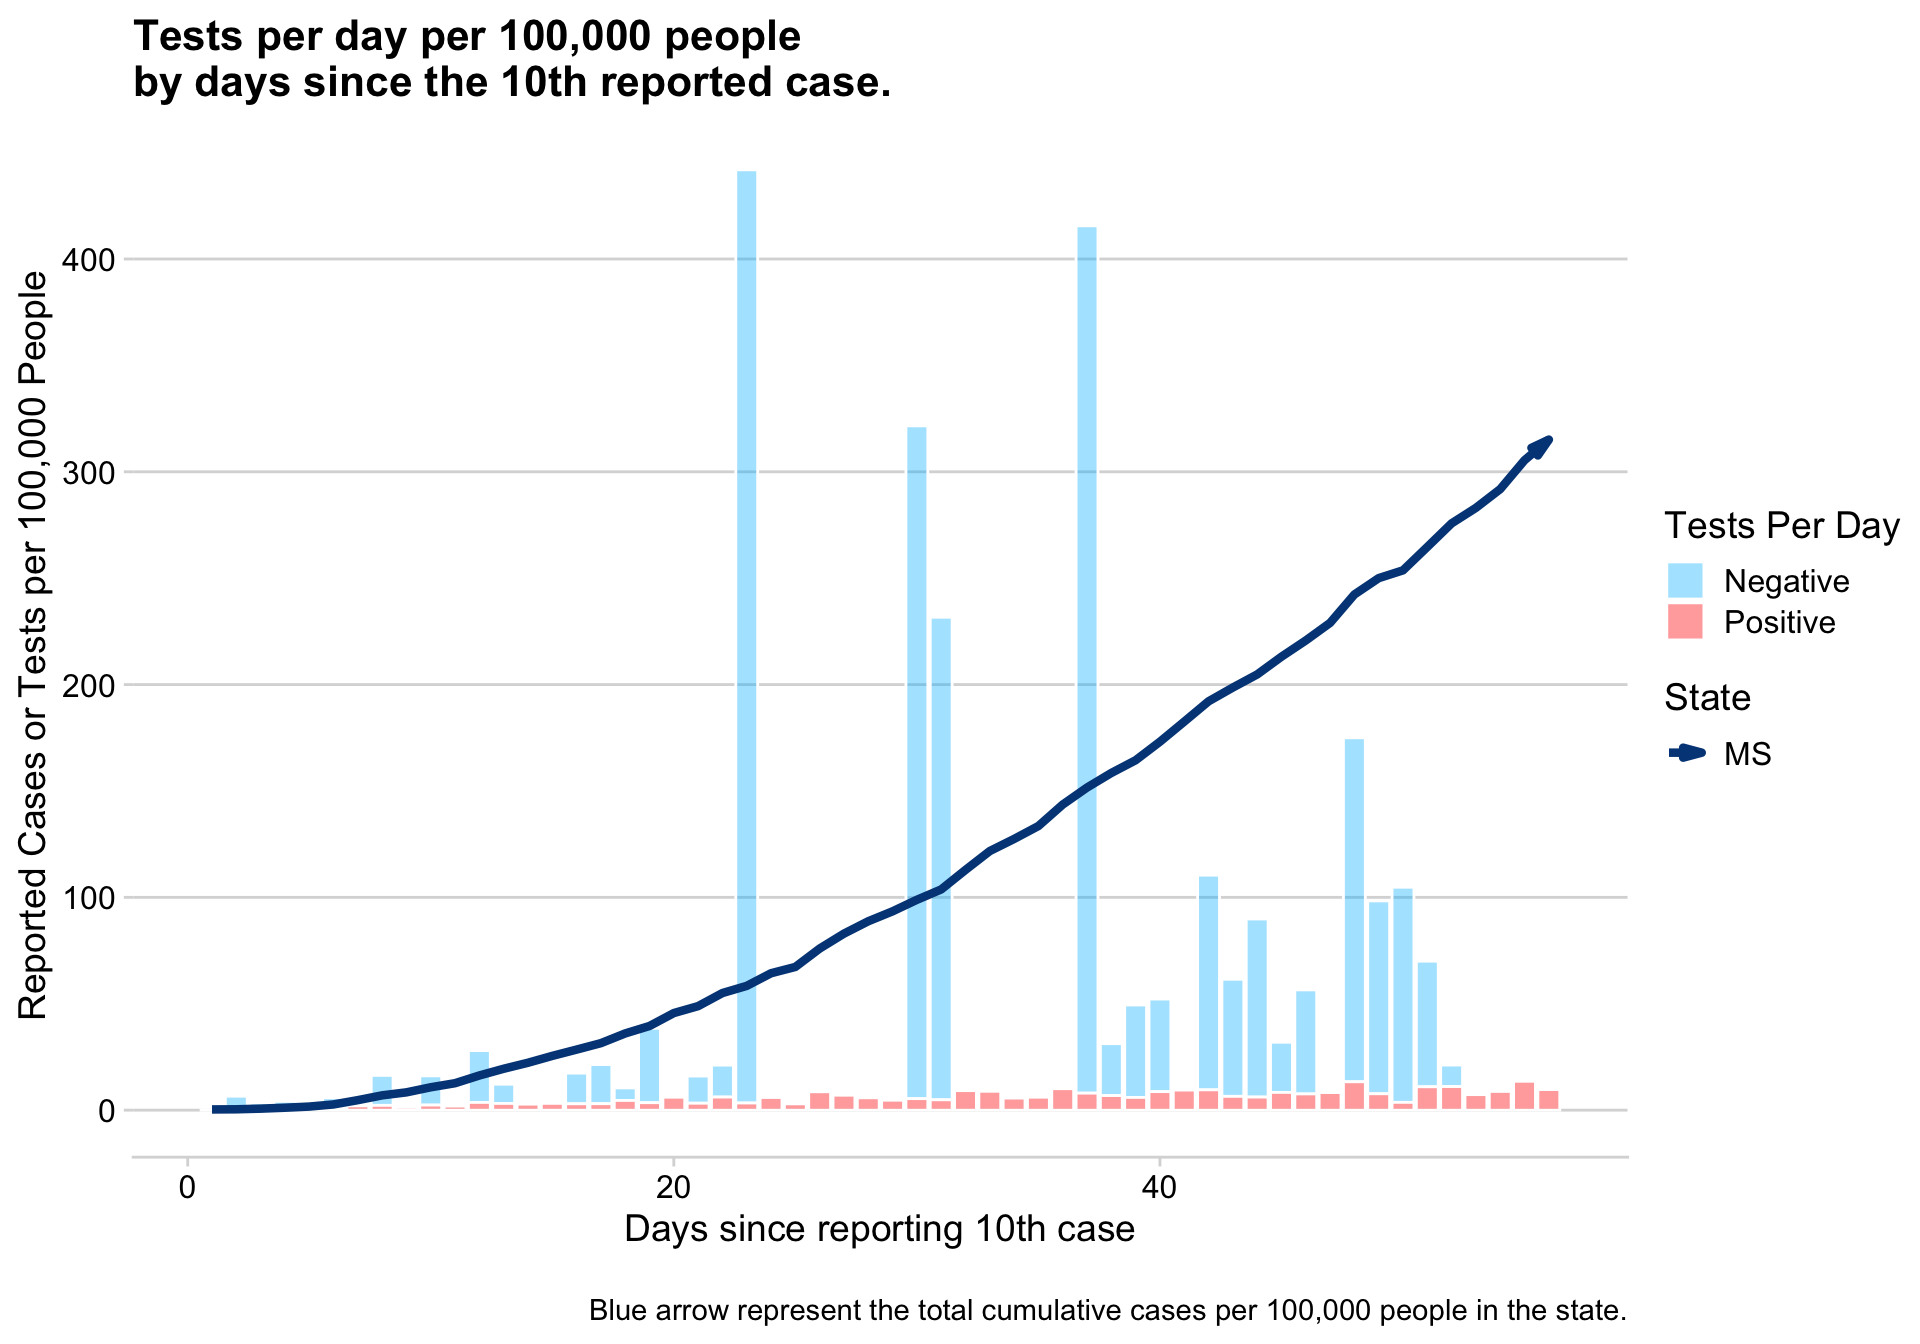 Tests per day per 100,000 people
by days since the 10th reported case.
Reported Cases or Tests per 100,000 People
400
300
200
100
0
0
20
40
Days since reporting 10th case
Tests Per Day
Negative
Positive
State
MS
Blue arrow represent the total cumulative cases per 100,000 people in the state.